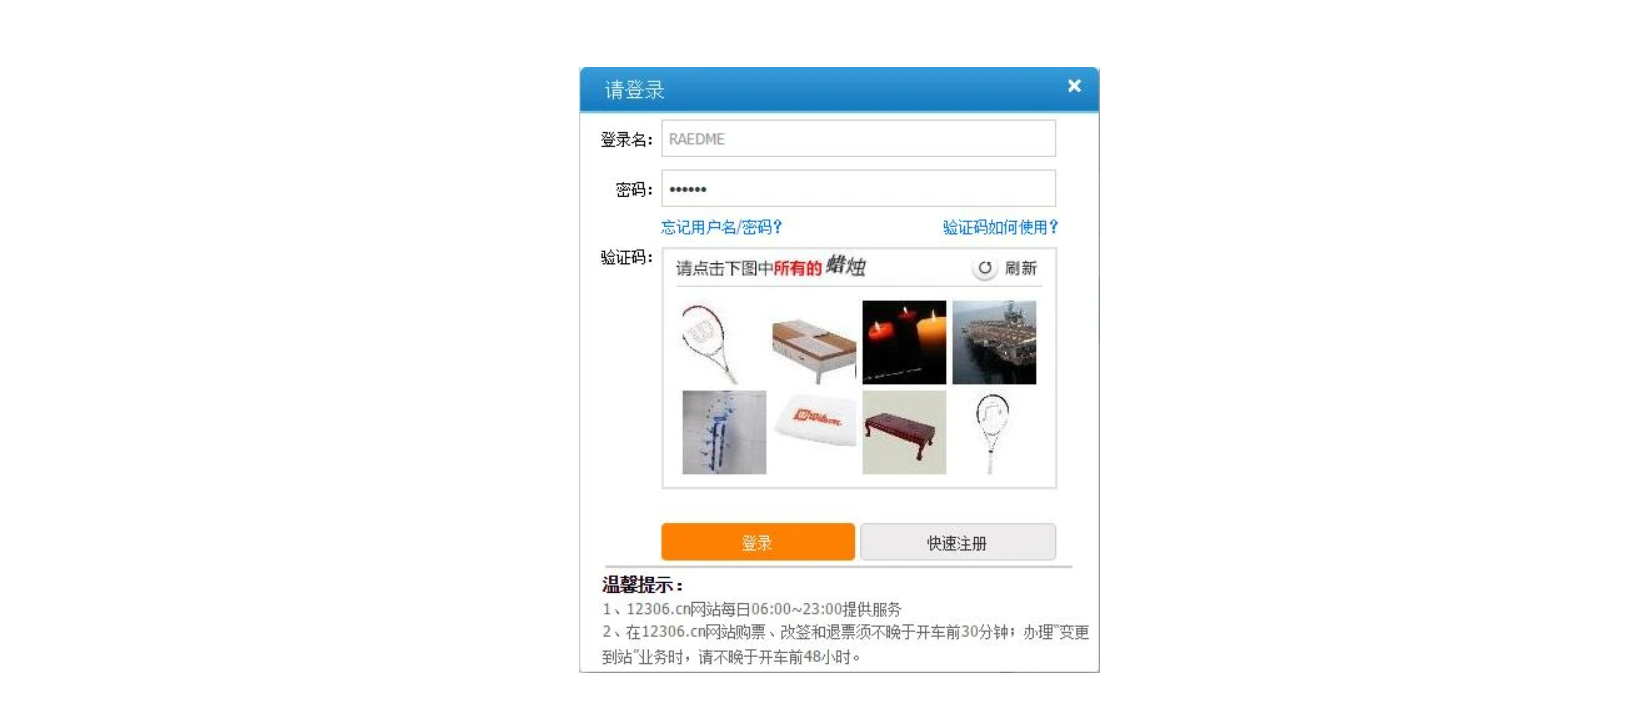 请登录
登录名：RAEDME
密码：••••••
忘记用户名/密码？ 验证码如何使用？
验证码：
请点击下图中所有的 蜡烛 刷新
Wilson
登录 快速注册
温馨提示：
1、12306.cn网站每日06:00~23:00提供服务
2、在12306.cn网站购票、改签和退票须不晚于开车前30分钟；办理“变更
到站”业务时，请不晚于开车前48小时。